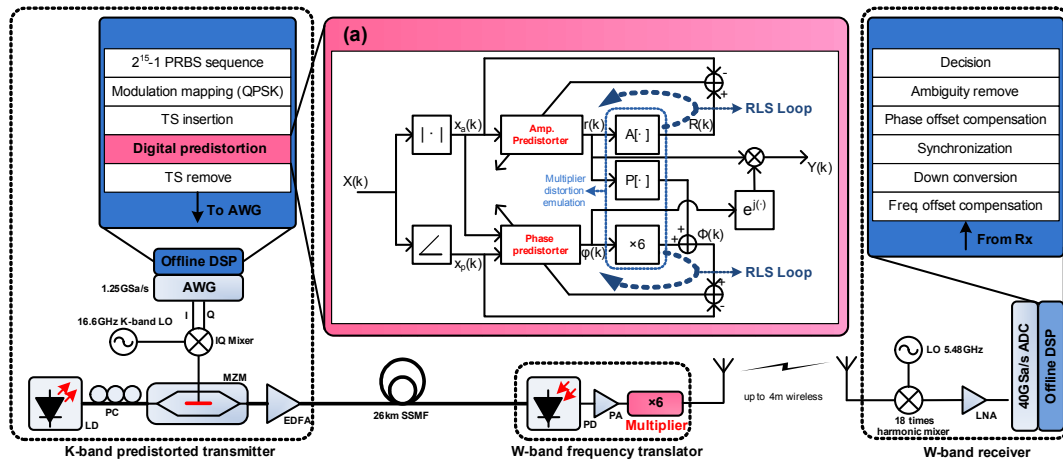 2¹⁵-1 PRBS sequence
Modulation mapping (QPSK)
TS insertion
Digital predistortion
TS remove
To AWG
Offline DSP
AWG
1.25GSa/s
I
Q
16.6GHz K-band LO
IQ Mixer
MZM
LD
PC
EDFA
K-band predistorted transmitter
(a)
X(k)
|·|
∠
xₐ(k)
xₚ(k)
Amp.
Predistorter
Phase
predistorter
r(k)
φ(k)
A[·]
P[·]
×6
R(k)
Φ(k)
-
+
+
+
+
-
Multiplier
distortion
emulation
RLS Loop
RLS Loop
e^j(·)
Y(k)
26km SSMF
PD
PA
×6
Multiplier
W-band frequency translator
up to 4m wireless
Decision
Ambiguity remove
Phase offset compensation
Synchronization
Down conversion
Freq. offset compensation
From Rx
LO 5.48GHz
18 times
harmonic mixer
LNA
40GSa/s ADC
Offline DSP
W-band receiver